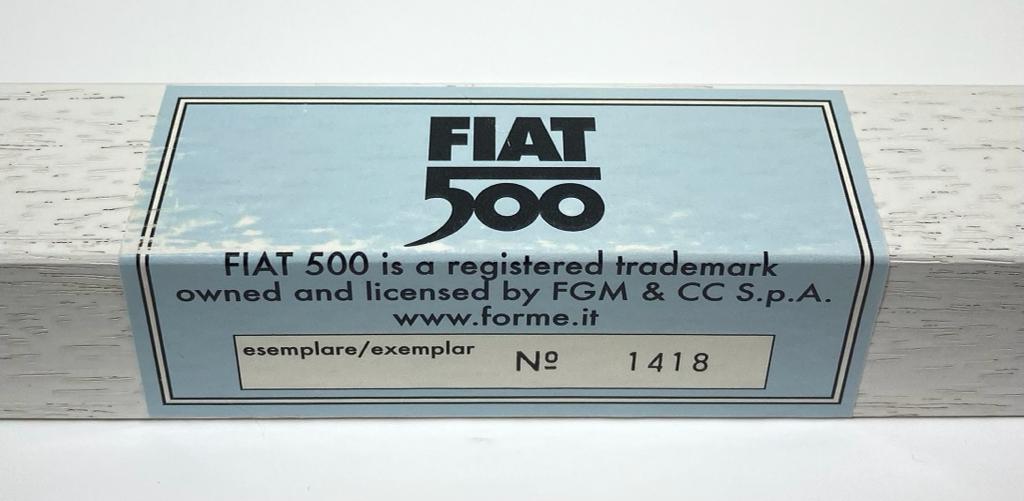 FIAT
500
FIAT 500 is a registered trademark
owned and licensed by FGM & CC S.p.A.
www.forme.it
esemplare/exemplar Nº 1418